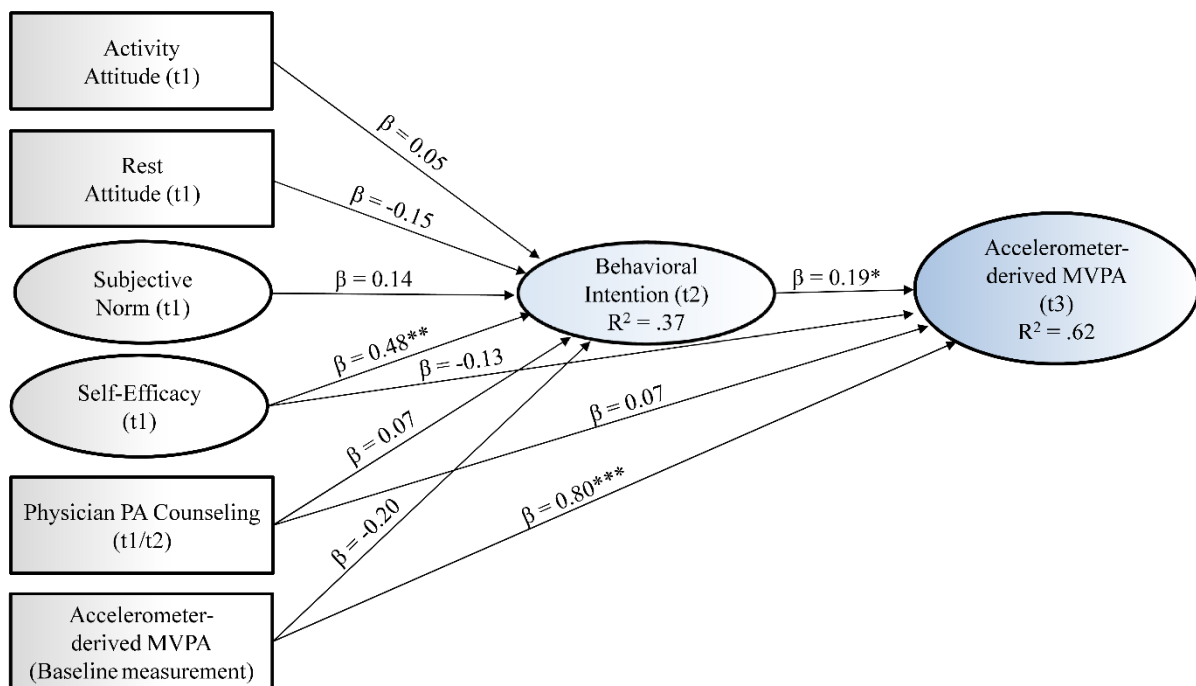 Activity
Attitude (t1)
β = 0.05
Rest
Attitude (t1)
β = -0.15
Subjective
Norm (t1)
β = 0.14
Behavioral
Intention (t2)
R² = .37
β = 0.19*
Accelerometer-
derived MVPA
(t3)
R² = .62
Self-Efficacy
(t1)
β = 0.48**
β = -0.13
Physician PA Counseling
(t1/t2)
β = 0.07
β = 0.07
Accelerometer-
derived MVPA
(Baseline measurement)
β = -0.20
β = 0.80***